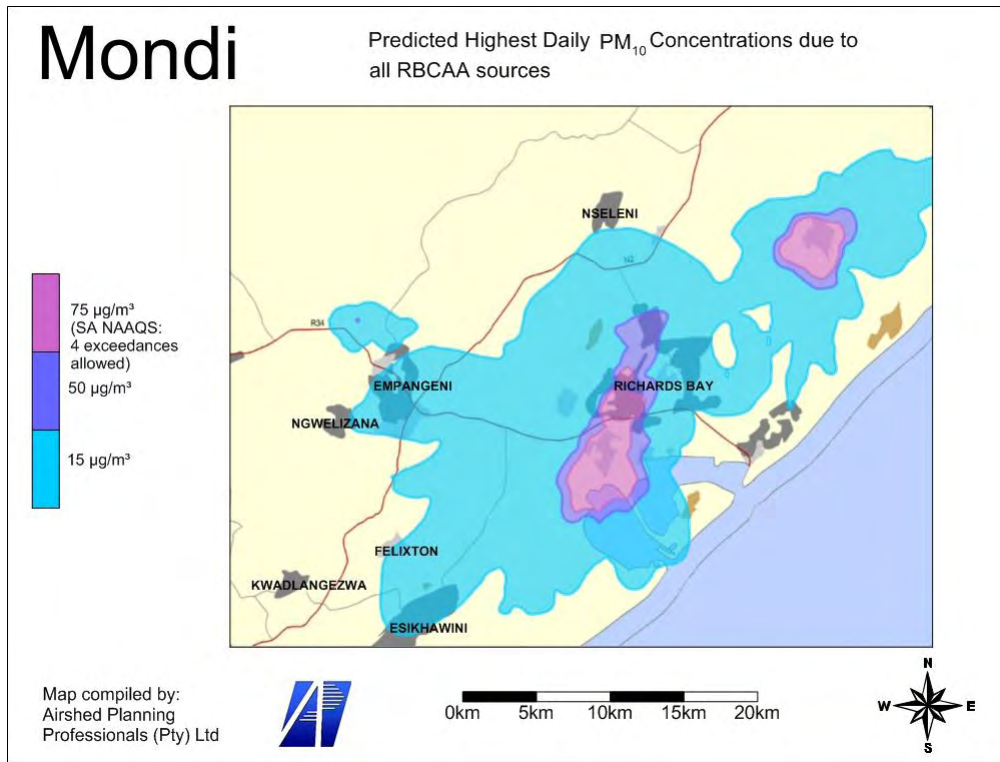 Mondi
Predicted Highest Daily PM10 Concentrations due to
all RBCAA sources
75 µg/m³
(SA NAAQS:
4 exceedances
allowed)
50 µg/m³
15 µg/m³
NSELENI
N2
R34
EMPANGENI
RICHARDS BAY
NGWELIZANA
FELIXTON
KWADLANGEZWA
ESIKHAWINI
Map compiled by:
Airshed Planning
Professionals (Pty) Ltd
0km 5km 10km 15km 20km
N
W E
S